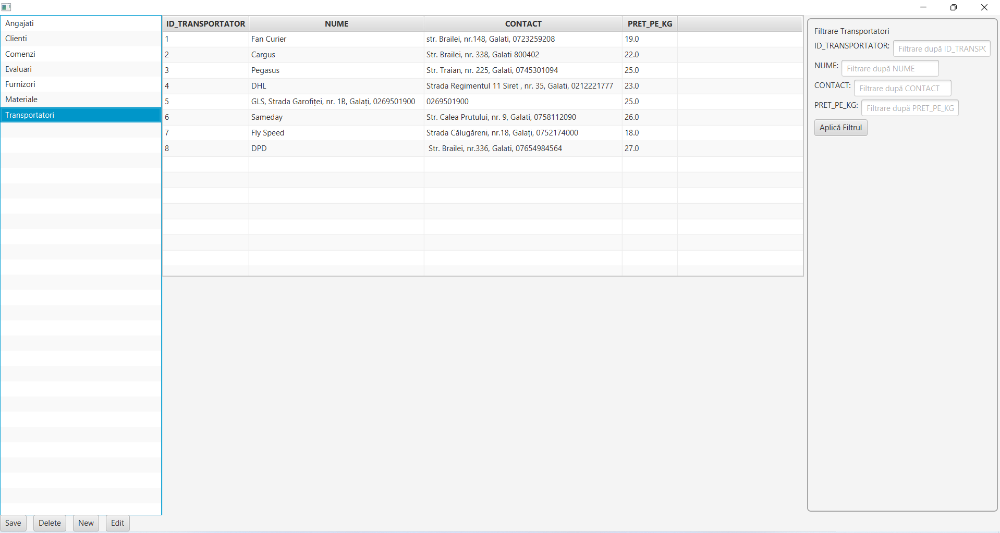 Angajati
Clienti
Comenzi
Evaluari
Furnizori
Materiale
Transportatori
ID_TRANSPORTATOR NUME CONTACT PRET_PE_KG
1 Fan Curier str. Brailei, nr.148, Galati, 0723259208 19.0
2 Cargus Str. Brailei, nr. 338, Galati 800402 22.0
3 Pegasus Str. Traian, nr. 225, Galati, 0745301094 25.0
4 DHL Strada Regimentul 11 Siret , nr. 35, Galati, 0212221777 23.0
5 GLS, Strada Garofiței, nr. 1B, Galați, 0269501900 0269501900 25.0
6 Sameday Str. Calea Prutului, nr. 9, Galati, 0758112090 26.0
7 Fly Speed Strada Călugăreni, nr.18, Galați, 0752174000 18.0
8 DPD Str. Brailei, nr.336, Galati, 07654984564 27.0
Filtrare Transportatori
ID_TRANSPORTATOR: Filtrare după ID_TRANSPC
NUME: Filtrare după NUME
CONTACT: Filtrare după CONTACT
PRET_PE_KG: Filtrare după PRET_PE_KG
Aplică Filtrul
Save Delete New Edit